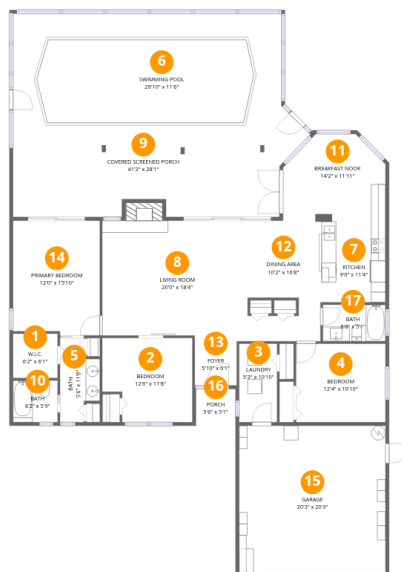 6
SWIMMING POOL
29'10" x 11'6"
9
COVERED SCREENED PORCH
41'2" x 28'1"
11
BREAKFAST NOOK
14'2" x 11'11"
14
PRIMARY BEDROOM
12'0" x 15'10"
8
LIVING ROOM
20'0" x 18'4"
12
DINING AREA
10'2" x 16'8"
7
KITCHEN
9'0" x 11'4"
17
BATH
1
W.I.C.
6'2" x 6'1"
5
BATH
5'6" x 11'8"
10
BATH
6'2" x 5'9"
2
BEDROOM
12'6" x 11'8"
13
FOYER
5'10" x 6'1"
16
PORCH
5'8" x 5'1"
3
LAUNDRY
5'7" x 10'10"
4
BEDROOM
12'4" x 10'10"
15
GARAGE
20'3" x 20'3"